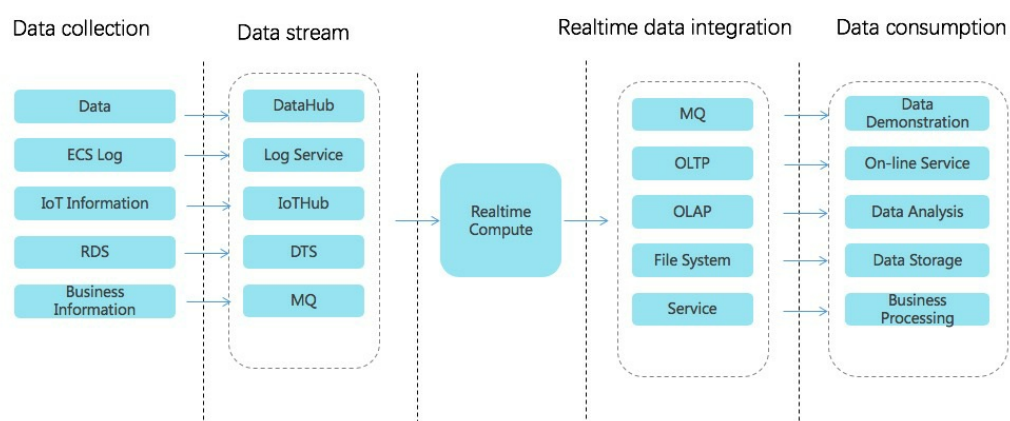 Data collection
Data stream
Realtime data integration
Data consumption
Data
ECS Log
IoT Information
RDS
Business
Information
DataHub
Log Service
IoTHub
DTS
MQ
Realtime
Compute
MQ
OLTP
OLAP
File System
Service
Data
Demonstration
On-line Service
Data Analysis
Data Storage
Business
Processing